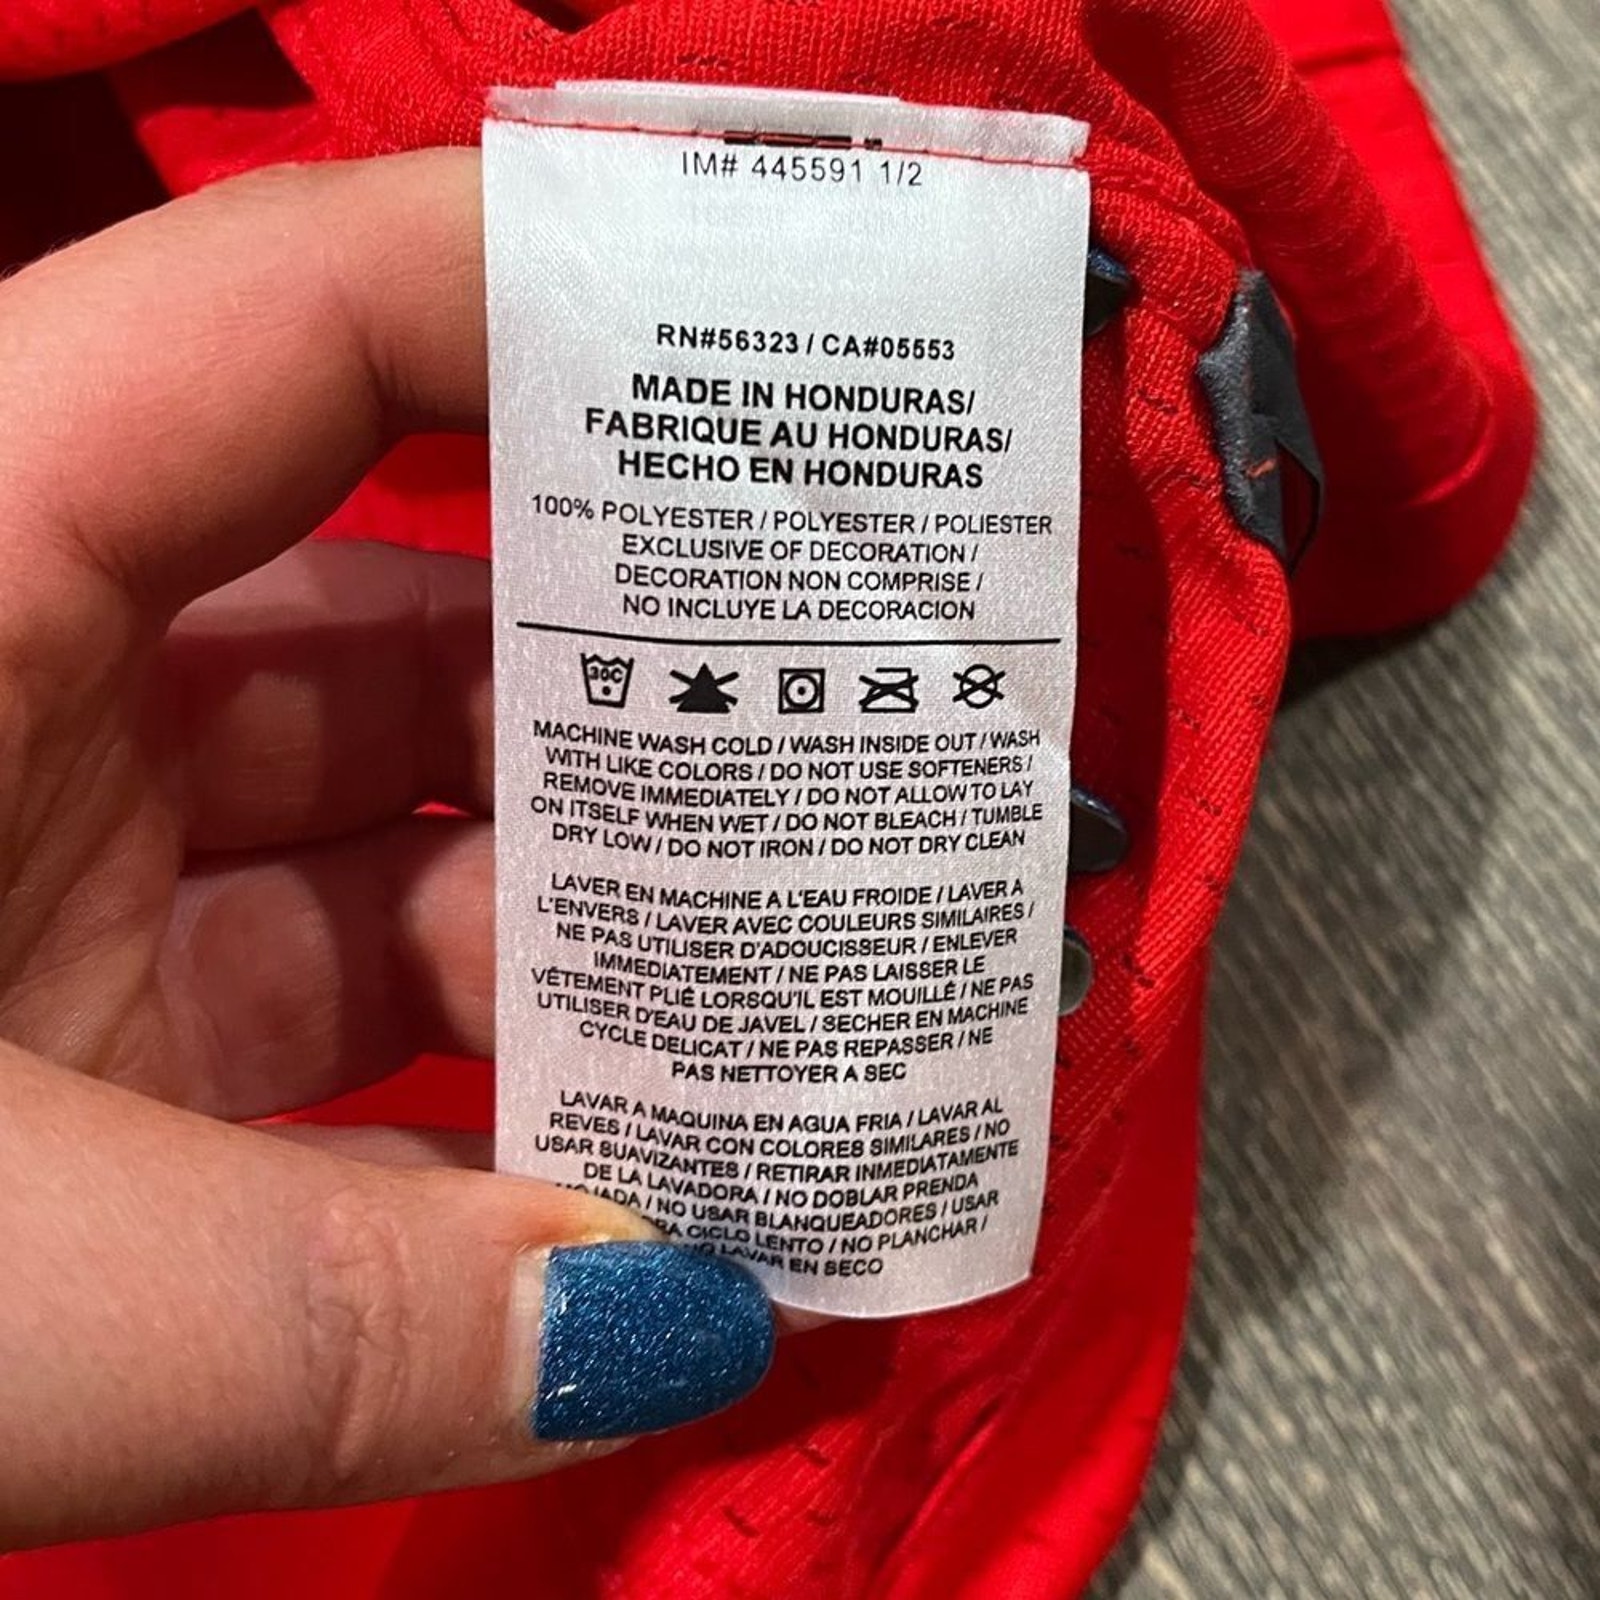 IM# 445591 1/2
RN#56323 / CA#05553
MADE IN HONDURAS/
FABRIQUE AU HONDURAS/
HECHO EN HONDURAS
100% POLYESTER / POLYESTER / POLIESTER
EXCLUSIVE OF DECORATION /
DECORATION NON COMPRISE /
NO INCLUYE LA DECORACION
30C
MACHINE WASH COLD / WASH INSIDE OUT / WASH
WITH LIKE COLORS / DO NOT USE SOFTENERS /
REMOVE IMMEDIATELY / DO NOT ALLOW TO LAY
ON ITSELF WHEN WET / DO NOT BLEACH / TUMBLE
DRY LOW / DO NOT IRON / DO NOT DRY CLEAN
LAVER EN MACHINE A L'EAU FROIDE / LAVER A
L'ENVERS / LAVER AVEC COULEURS SIMILAIRES /
NE PAS UTILISER D'ADOUCISSEUR / ENLEVER
IMMEDIATEMENT / NE PAS LAISSER LE
VÊTEMENT PLIÉ LORSQU'IL EST MOUILLÉ / NE PAS
UTILISER D'EAU DE JAVEL / SECHER EN MACHINE
CYCLE DELICAT / NE PAS REPASSER / NE
PAS NETTOYER A SEC
LAVAR A MAQUINA EN AGUA FRIA / LAVAR AL
REVES / LAVAR CON COLORES SIMILARES / NO
USAR SUAVIZANTES / RETIRAR INMEDIATAMENTE
DE LA LAVADORA / NO DOBLAR PRENDA
/ NO USAR BLANQUEADORES / USAR
CICLO LENTO / NO PLANCHAR /
NO LAVAR EN SECO